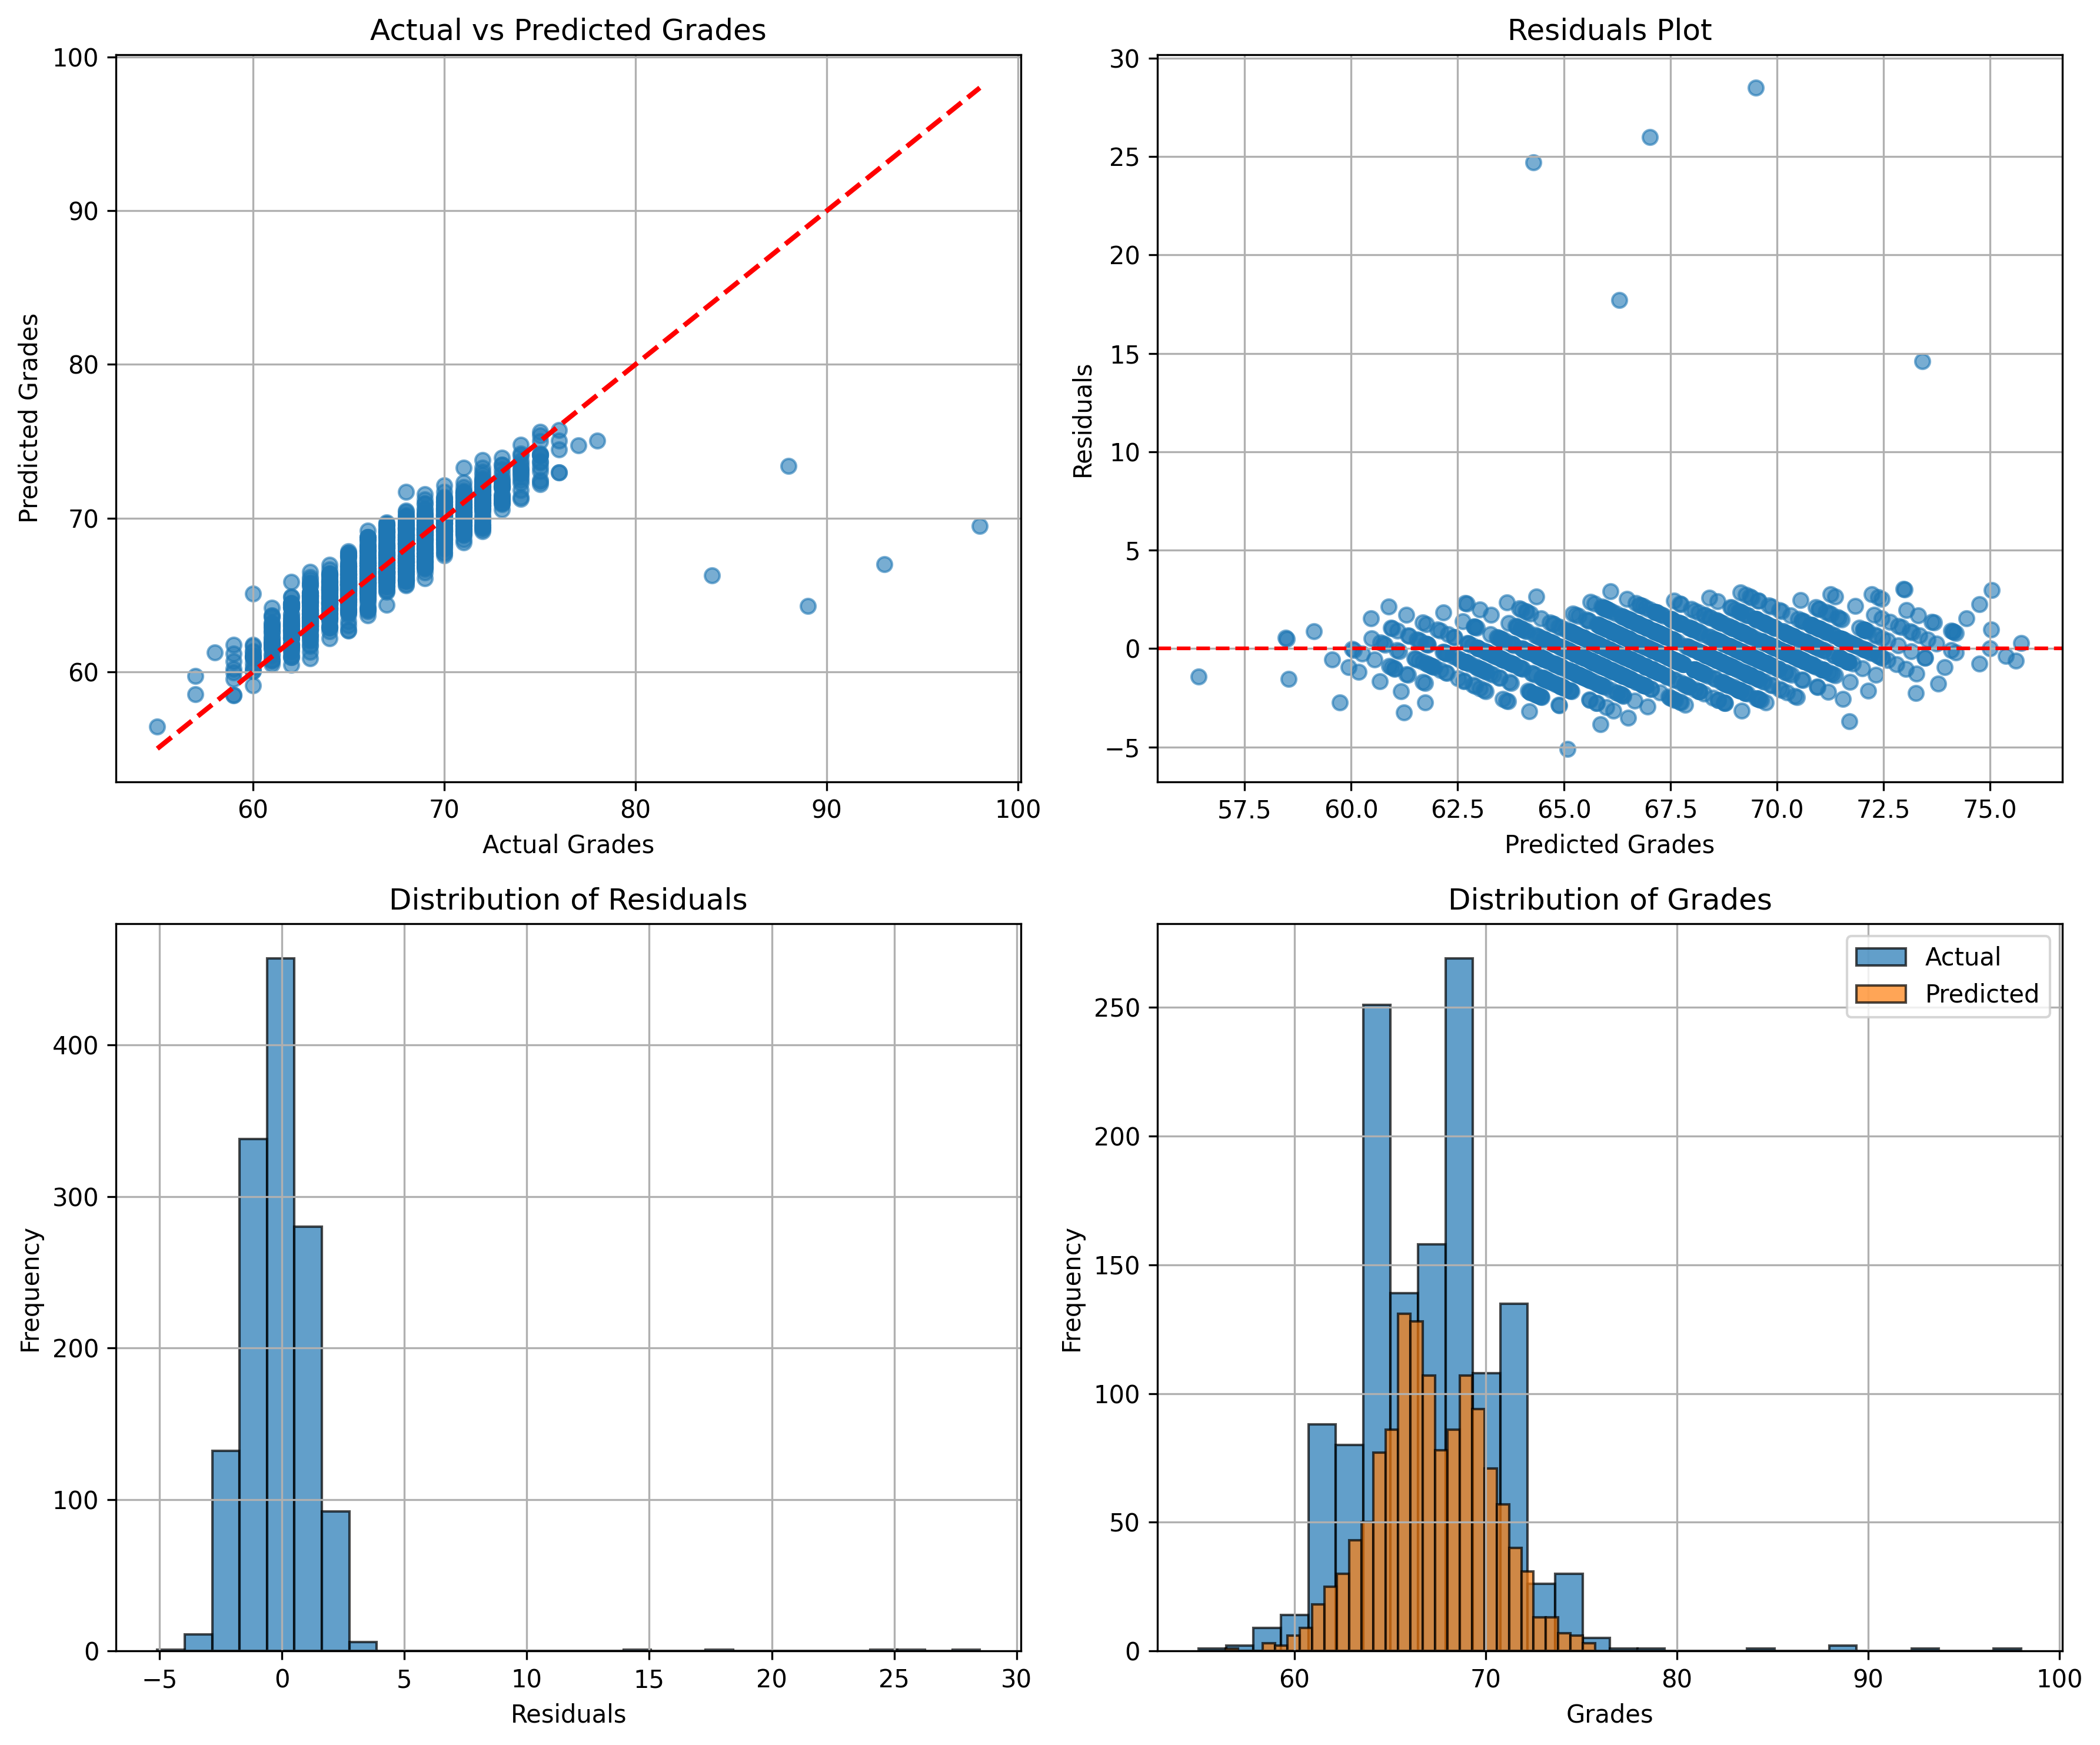 Actual vs Predicted Grades
100
90
80
70
60
Predicted Grades
60 70 80 90 100
Actual Grades
Residuals Plot
30
25
20
15
10
5
0
−5
Residuals
57.5 60.0 62.5 65.0 67.5 70.0 72.5 75.0
Predicted Grades
Distribution of Residuals
400
300
200
100
0
Frequency
−5 0 5 10 15 20 25 30
Residuals
Distribution of Grades
Actual
Predicted
250
200
150
100
50
0
Frequency
60 70 80 90 100
Grades